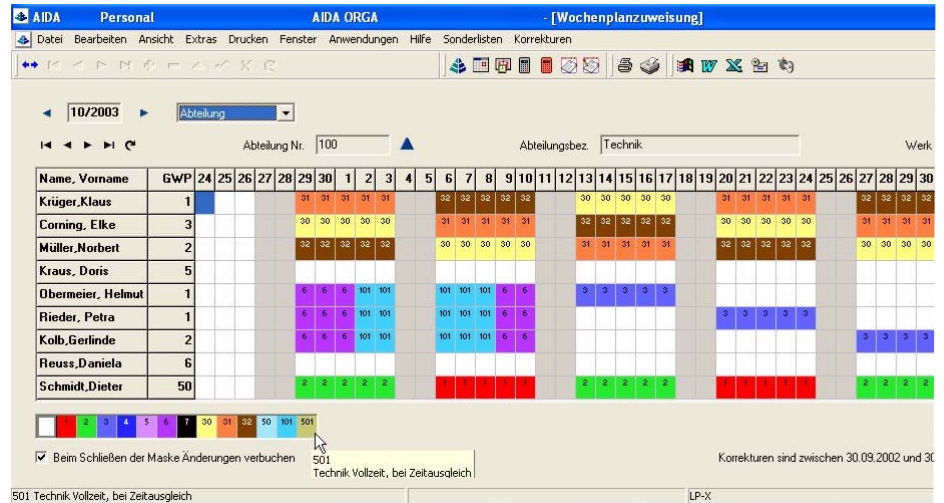 AIDA Personal AIDA ORGA - [Wochenplanzuweisung]
Datei Bearbeiten Ansicht Extras Drucken Fenster Anwendungen Hilfe Sonderlisten Korrekturen
10/2003 Abteilung
Abteilung Nr. 100 Abteilungsbez. Technik Werk
Name, Vorname GWP 24 25 26 27 28 29 30 1 2 3 4 5 6 7 8 9 10 11 12 13 14 15 16 17 18 19 20 21 22 23 24 25 26 27 28 29 30
Krüger,Klaus 1 31 31 31 31 31 32 32 32 32 32 30 30 30 30 30 31 31 31 31 31 32 32 32 32
Corning, Elke 3 30 30 30 30 30 31 31 31 31 31 32 32 32 32 32 30 30 30 30 30 31 31 31 31
Müller,Norbert 2 32 32 32 32 32 30 30 30 30 30 31 31 31 31 31 32 32 32 32 32 30 30 30 30
Kraus, Doris 5
Obermeier, Helmut 1 6 6 6 101 101 101 101 101 6 6 3 3 3 3 3
Rieder, Petra 1 6 6 6 101 101 101 101 101 6 6 3 3 3 3 3
Kolb,Gerlinde 2 6 6 6 101 101 101 101 101 6 6 3 3 3 3
Reuss,Daniela 6
Schmidt,Dieter 50 2 2 2 2 2 1 1 1 1 1 2 2 2 2 2 1 1 1 1 1 2 2 2 2
1 2 3 4 5 6 7 30 31 32 50 101 501
Beim Schließen der Maske Änderungen verbuchen
501
Technik Vollzeit, bei Zeitausgleich
Korrekturen sind zwischen 30.09.2002 und 30
501 Technik Vollzeit, bei Zeitausgleich LP-X